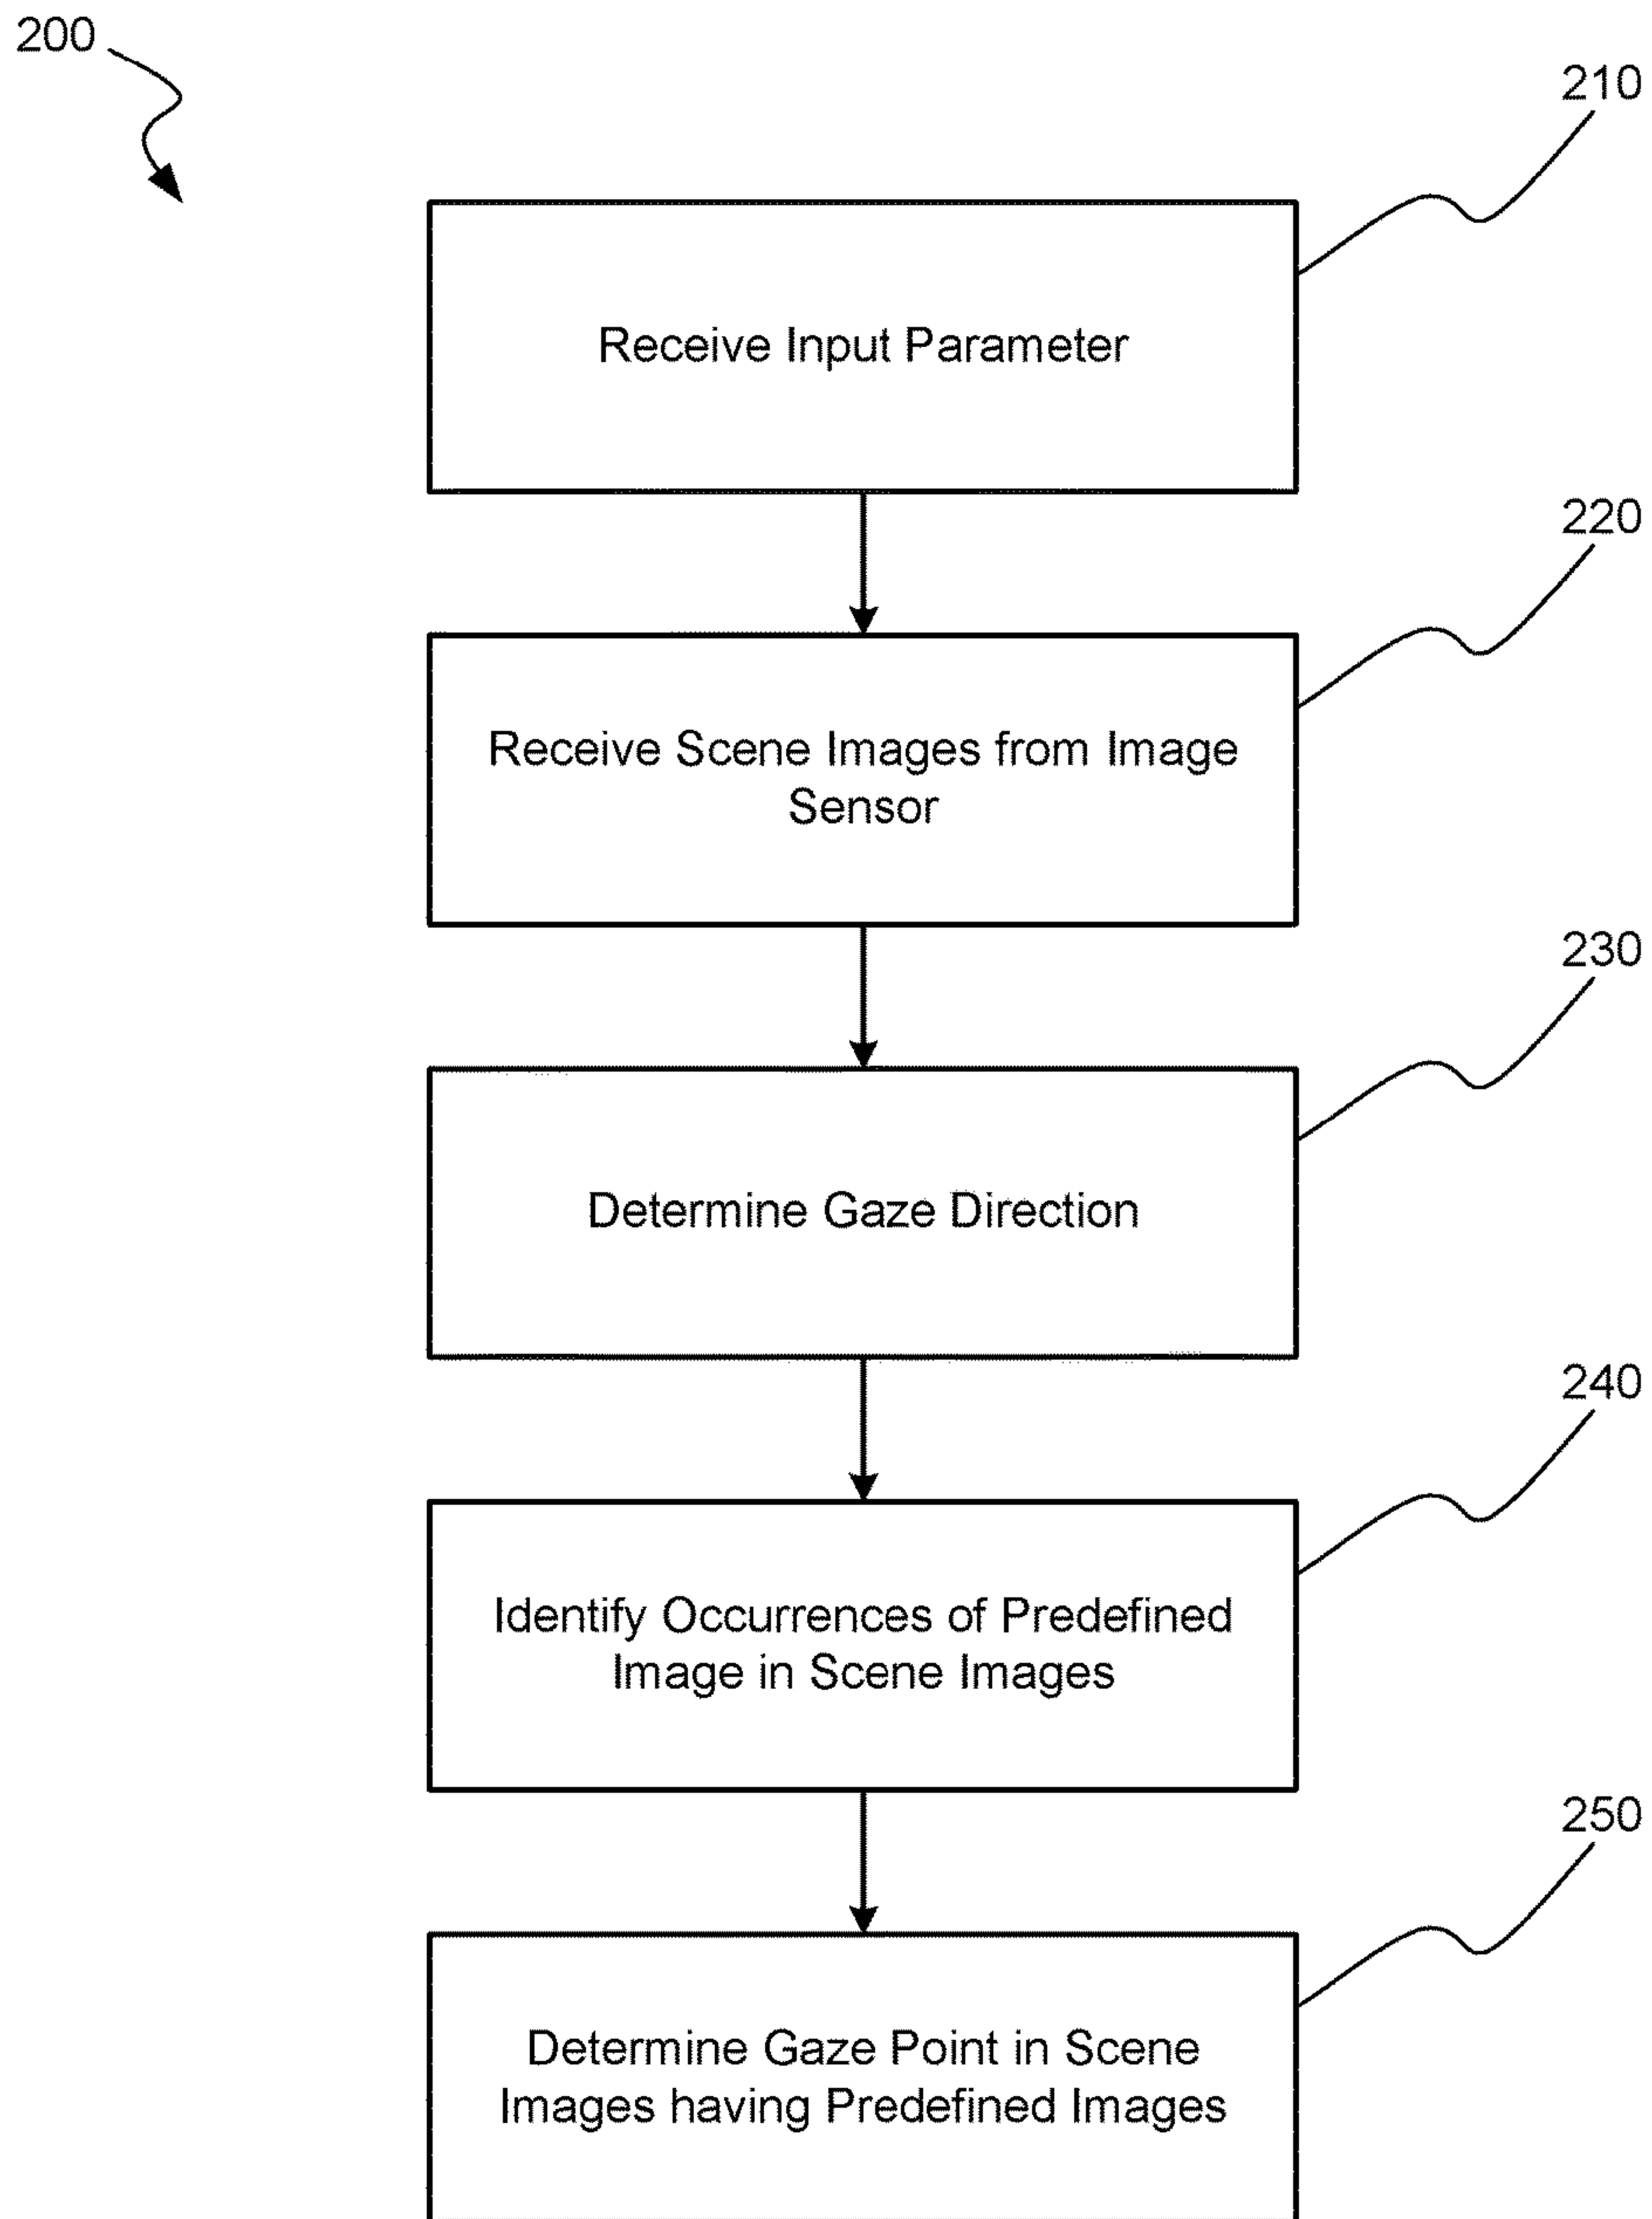 200
210
Receive Input Parameter
220
Receive Scene Images from Image
Sensor
230
Determine Gaze Direction
240
Identify Occurrences of Predefined
Image in Scene Images
250
Determine Gaze Point in Scene
Images having Predefined Images